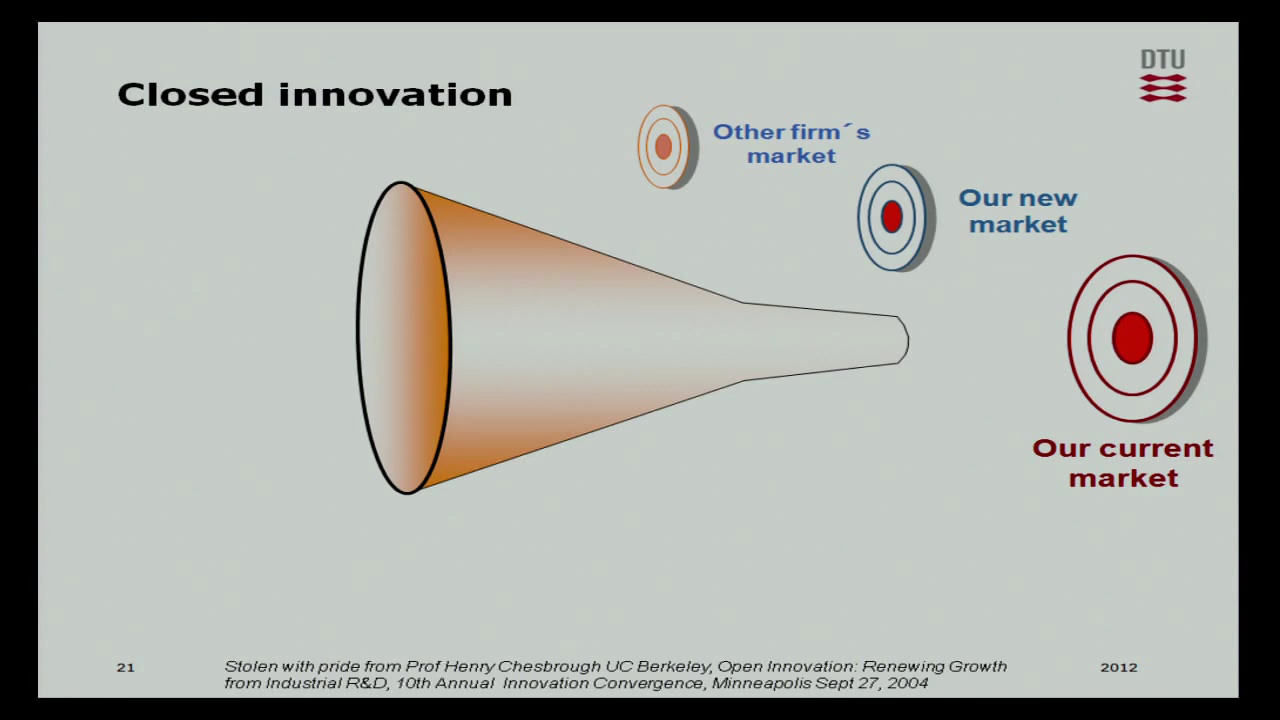 DTU
Closed innovation
Other firm´s
market
Our new
market
Our current
market
21
Stolen with pride from Prof Henry Chesbrough UC Berkeley, Open Innovation: Renewing Growth
from Industrial R&D, 10th Annual Innovation Convergence, Minneapolis Sept 27, 2004
2012